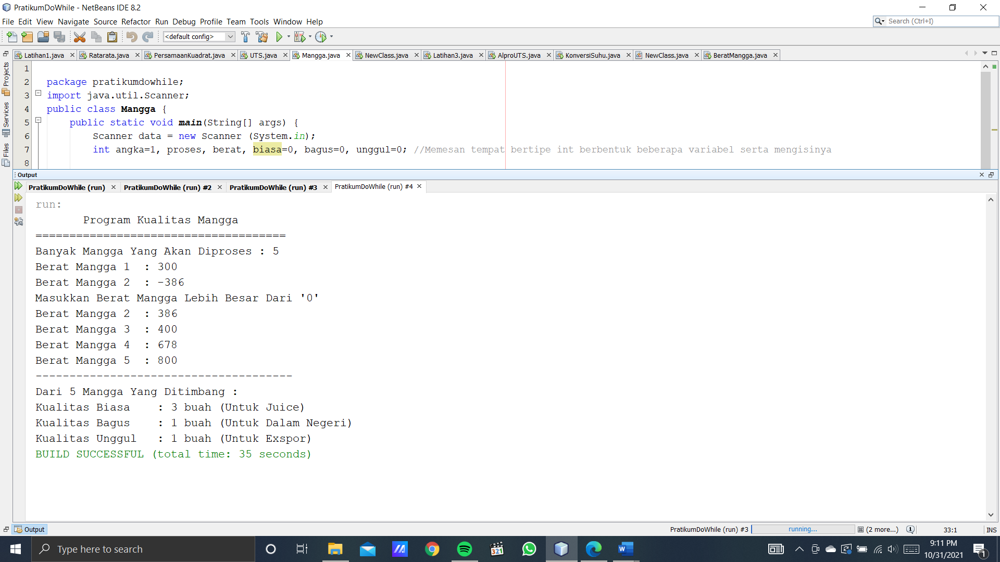 PratikumDoWhile - NetBeans IDE 8.2
File Edit View Navigate Source Refactor Run Debug Profile Team Tools Window Help
Search (Ctrl+I)
<default config>
Latihan1.java Ratarata.java PersamaanKuadrat.java UTS.java Mangga.java NewClass.java Latihan3.java AlproUTS.java KonversiSuhu.java NewClass.java BeratMangga.java
Projects
Services
Files
1
2 package pratikumdowhile;
3 import java.util.Scanner;
4 public class Mangga {
5 public static void main(String[] args) {
6 Scanner data = new Scanner (System.in);
7 int angka=1, proses, berat, biasa=0, bagus=0, unggul=0; //Memesan tempat bertipe int berbentuk beberapa variabel serta mengisinya
8
Output
PratikumDoWhile (run) PratikumDoWhile (run) #2 PratikumDoWhile (run) #3 PratikumDoWhile (run) #4
run:
Program Kualitas Mangga
=====================================
Banyak Mangga Yang Akan Diproses : 5
Berat Mangga 1 : 300
Berat Mangga 2 : -386
Masukkan Berat Mangga Lebih Besar Dari '0'
Berat Mangga 2 : 386
Berat Mangga 3 : 400
Berat Mangga 4 : 678
Berat Mangga 5 : 800
--------------------------------------
Dari 5 Mangga Yang Ditimbang :
Kualitas Biasa : 3 buah (Untuk Juice)
Kualitas Bagus : 1 buah (Untuk Dalam Negeri)
Kualitas Unggul : 1 buah (Untuk Exspor)
BUILD SUCCESSFUL (total time: 35 seconds)
Output
PratikumDoWhile (run) #3 running... (2 more...) 1 33:1 INS
Type here to search
321
W
9:11 PM
10/31/2021
1